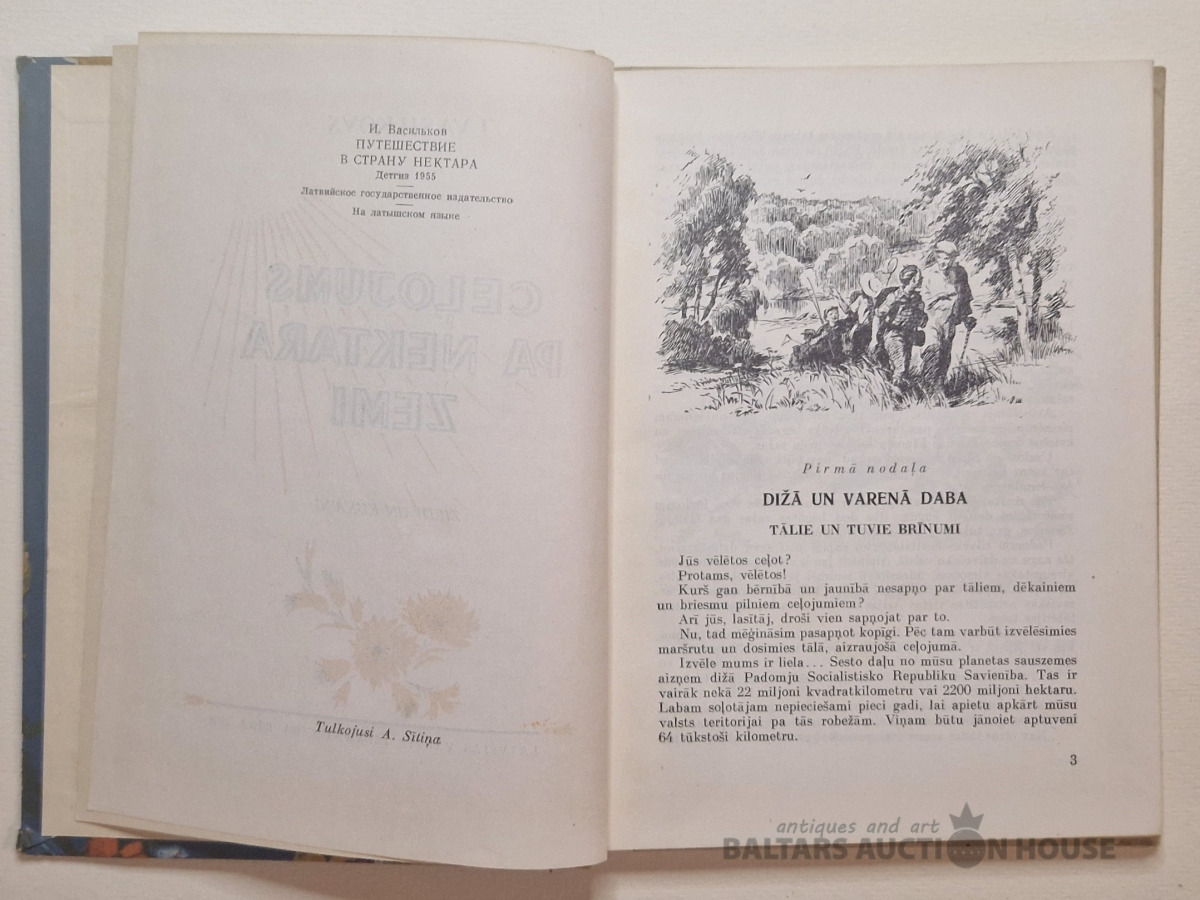 И. Васильков
ПУТЕШЕСТВИЕ
В СТРАНУ НЕКТАРА
Детгиз 1955
Латвийское государственное издательство
На латышском языке
CEĻOJUMS
PA NEKTARA
ZEMĪ
Tulkojusi A. Sītiņa
Pirmā nodaļa
DIŽĀ UN VARENĀ DABA
TĀLIE UN TUVIE BRĪNUMI
Jūs vēlētos ceļot?
Protams, vēlētos!
Kurš gan bērnībā un jaunībā nesapņo par tāliem, dēkainiem
un briesmu pilniem ceļojumiem?
Arī jūs, lasītāj, droši vien sapņojat par to.
Nu, tad mēģināsim pasapņot kopīgi. Pēc tam varbūt izvēlēsimies
maršrutu un dosimies tālā, aizraujošā ceļojumā.
Izvēle mums ir liela... Sesto daļu no mūsu planetas sauszemes
aizņem dižā Padomju Socialistisko Republiku Savienība. Tas ir
vairāk nekā 22 miljoni kvadratkilometru vai 2200 miljoni hektaru.
Labam soļotājam nepieciešami pieci gadi, lai apietu apkārt mūsu
valsts teritorijai pa tās robežām. Viņam būtu jānoiet aptuveni
64 tūkstoši kilometru.
3
antiques and art
BALTARS AUCTION HOUSE